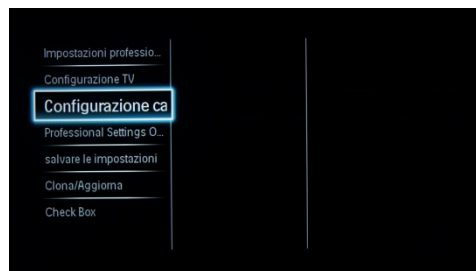 Impostazioni professio...
Configurazione TV
Configurazione ca
Professional Settings O...
salvare le impostazioni
Clona/Aggiorna
Check Box